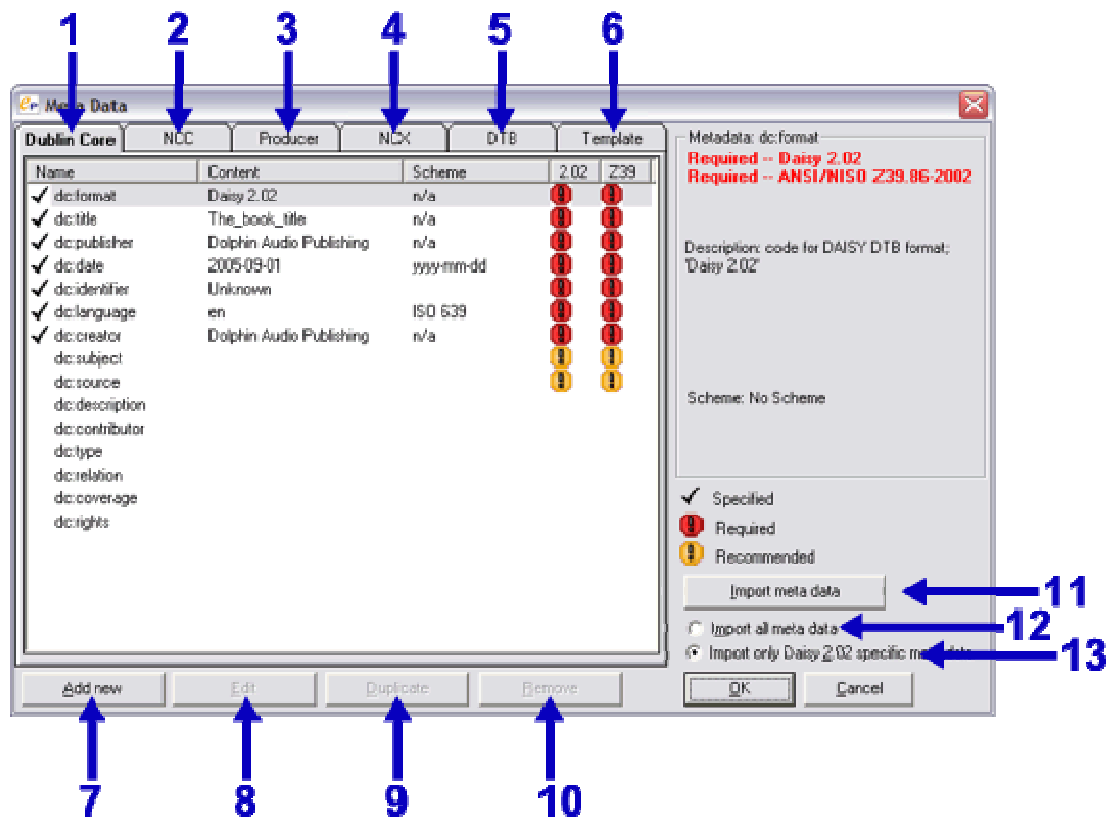 1 2 3 4 5 6
Meta Data
Dublin Core NCC Producer NCX DTB Template
Name Content Scheme 2.02 Z39
dc:format Daisy 2.02 n/a
dc:title The_book_title n/a
dc:publisher Dolphin Audio Publishing n/a
dc:date 2005-09-01 yyyy-mm-dd
dc:identifier Unknown
dc:language en ISO 639
dc:creator Dolphin Audio Publishing n/a
dc:subject
dc:source
dc:description
dc:contributor
dc:type
dc:relation
dc:coverage
dc:rights
Metadata: dc:format
Required -- Daisy 2.02
Required -- ANSI/NISO Z39.86-2002
Description: code for DAISY DTB format;
'Daisy 2.02'
Scheme: No Scheme
Specified
Required
Recommended
Import meta data 11
Import all meta data 12
Import only Daisy 2.02 specific meta data 13
Add new Edit Duplicate Remove OK Cancel
7 8 9 10